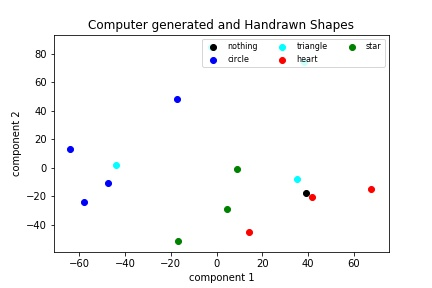 Computer generated and Handrawn Shapes
nothing triangle star
circle heart
80
60
40
20
0
−20
−40
component 2
−60 −40 −20 0 20 40 60
component 1